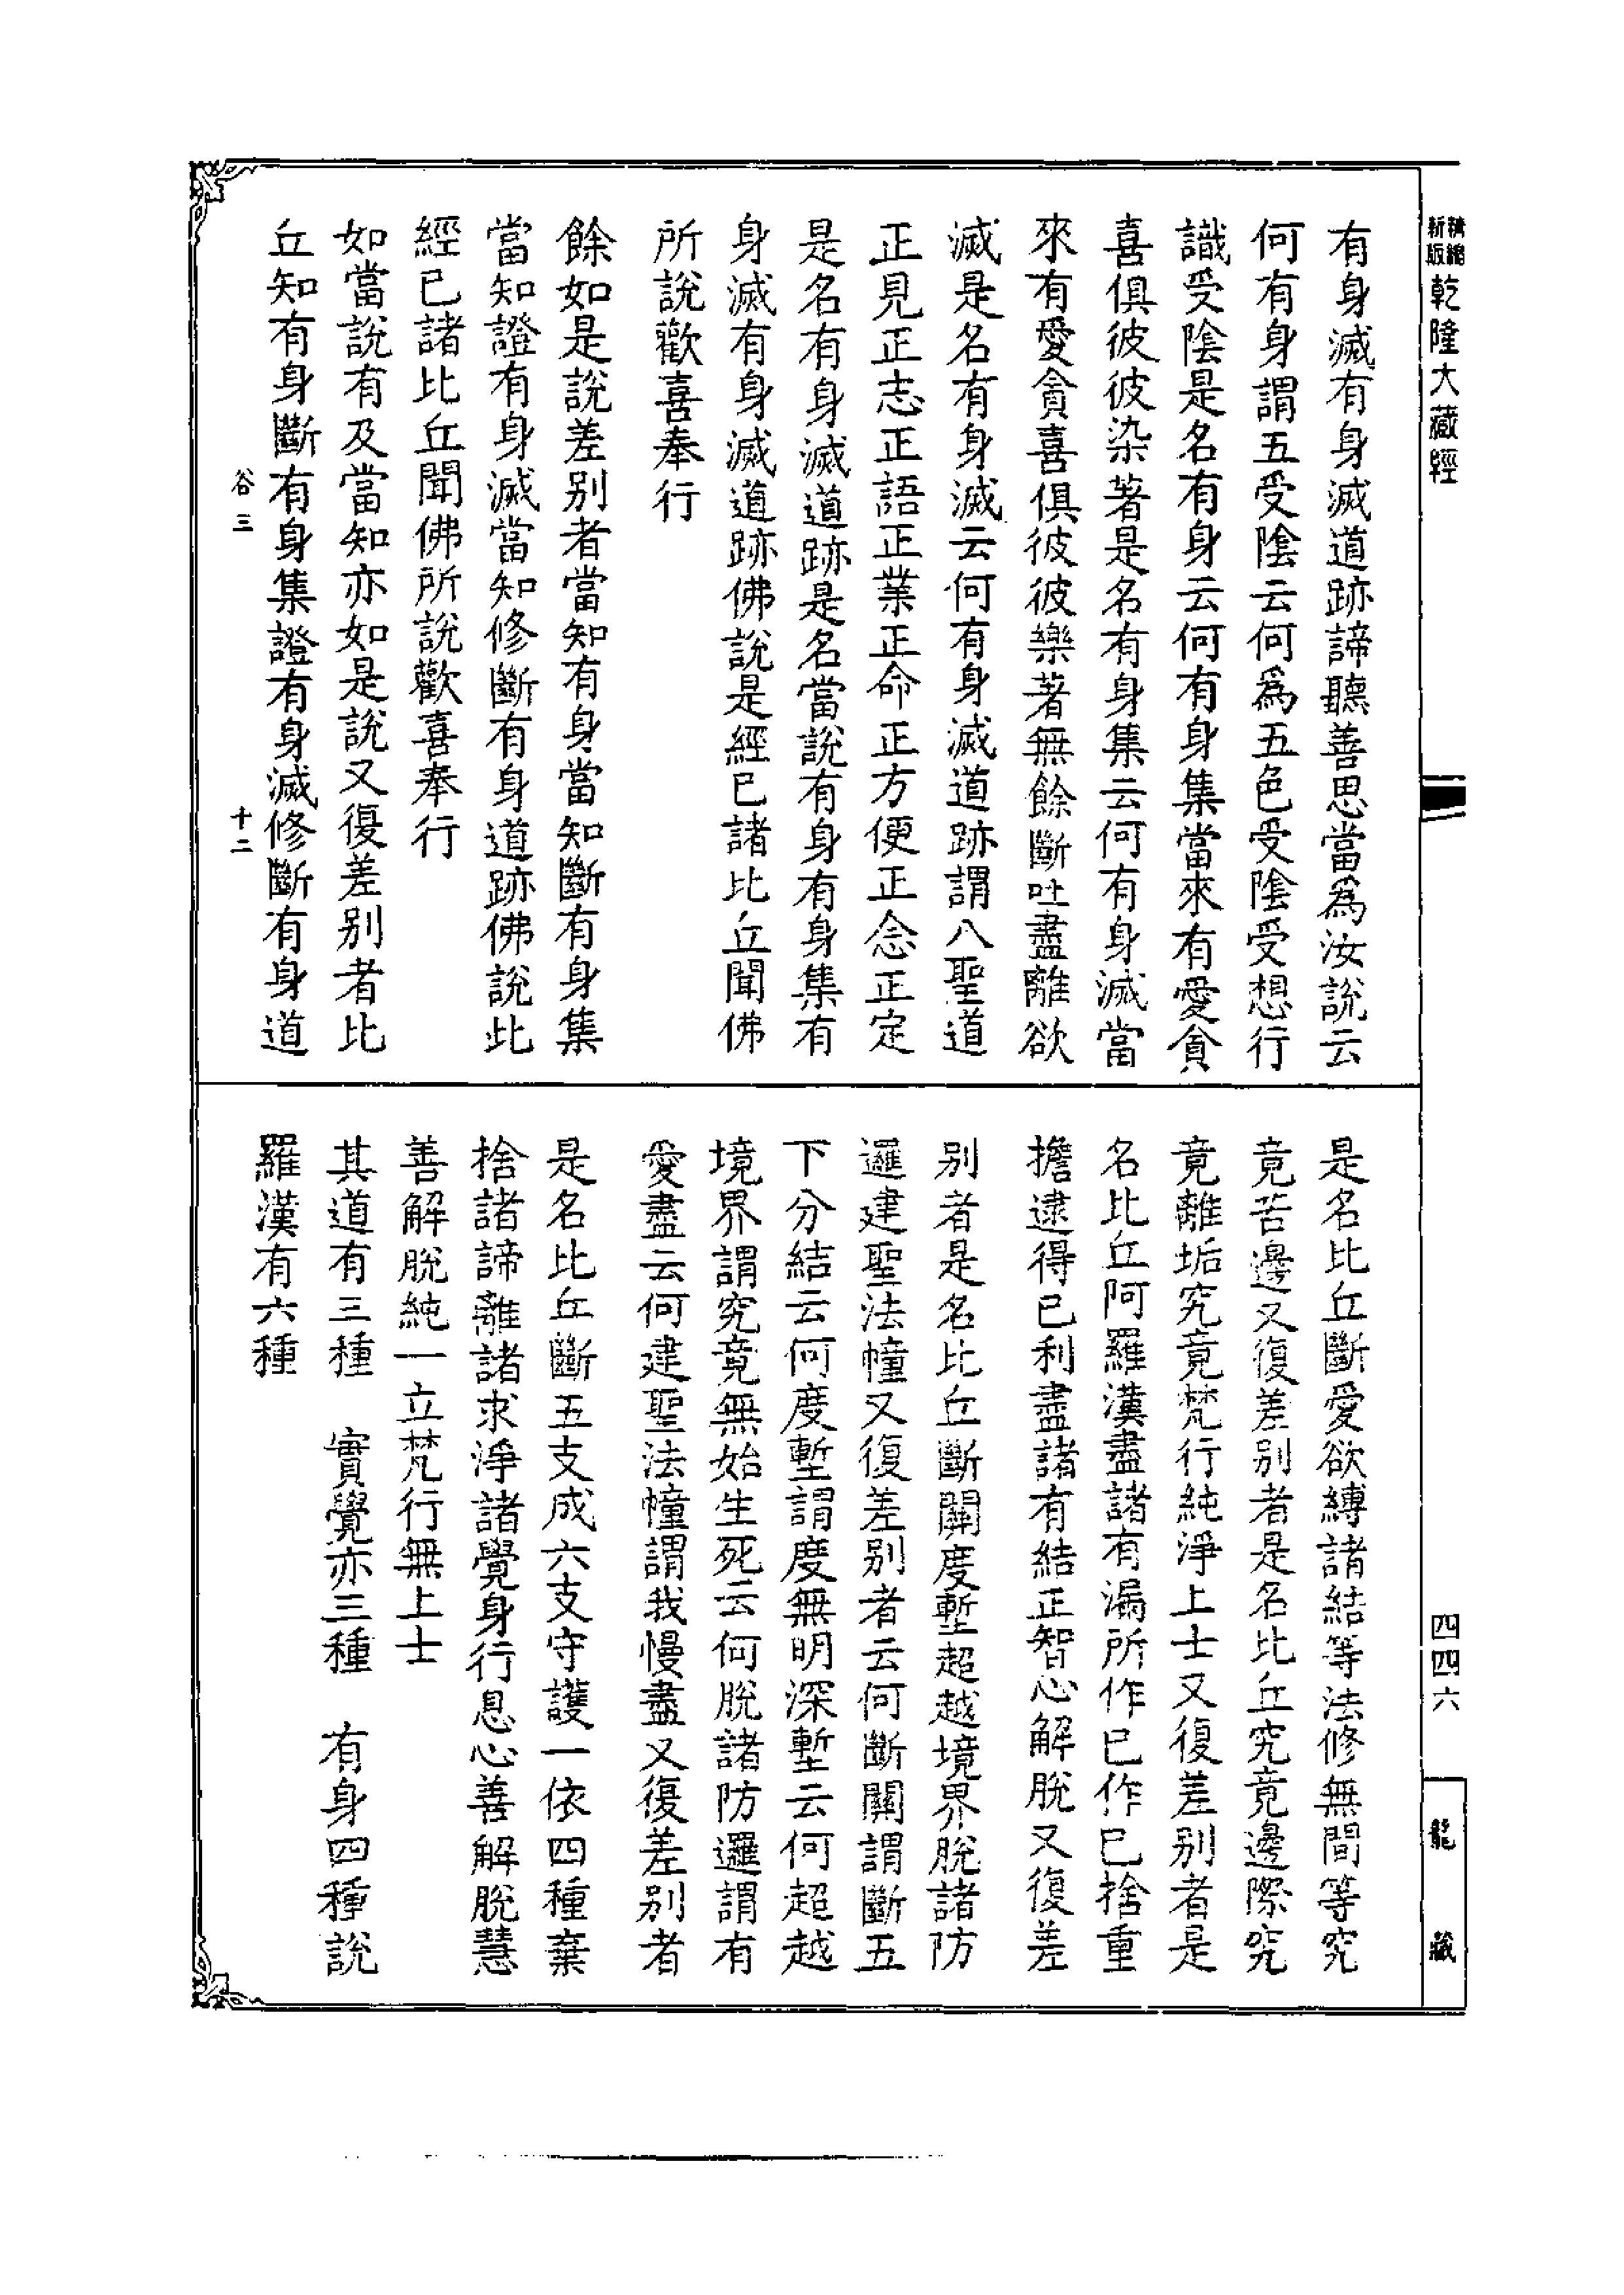 精縮新版
乾隆大藏經
四四六
龍藏
有身滅有身滅道跡諦聽善思當爲汝說云
何有身謂五受陰云何爲五色受陰受想行
識受陰是名有身云何有身集當來有愛貪
喜俱彼彼染著是名有身集云何有身滅當
來有愛貪喜俱彼彼樂著無餘斷吐盡離欲
滅是名有身滅云何有身滅道跡謂八聖道
正見正志正語正業正命正方便正念正定
是名有身滅道跡是名當說有身有身集有
身滅有身滅道跡佛說是經已諸比丘聞佛
所說歡喜奉行
餘如是說差别者當知有身當知斷有身集
當知證有身滅當知修斷有身道跡佛說此
經已諸比丘聞佛所說歡喜奉行
如當說有及當知亦如是說又復差别者比
丘知有身斷有身集證有身滅修斷有身道
谷三 十二
是名比丘斷愛欲縛諸結等法修無間等究
竟苦邊又復差别者是名比丘究竟邊際究
竟離垢究竟梵行純淨上士又復差别者是
名比丘阿羅漢盡諸有漏所作已作已捨重
擔逮得已利盡諸有結正智心解脫又復差
别者是名比丘斷關度塹超越境界脫諸防
邏建聖法幢又復差别者云何斷關謂斷五
下分結云何度塹謂度無明深塹云何超越
境界謂究竟無始生死云何脫諸防邏謂有
愛盡云何建聖法幢謂我慢盡又復差别者
是名比丘斷五支成六支守護一依四種棄
捨諸諦離諸求淨諸覺身行息心善解脫慧
善解脫純一立梵行無上士
其道有三種 實覺亦三種 有身四種說
羅漢有六種